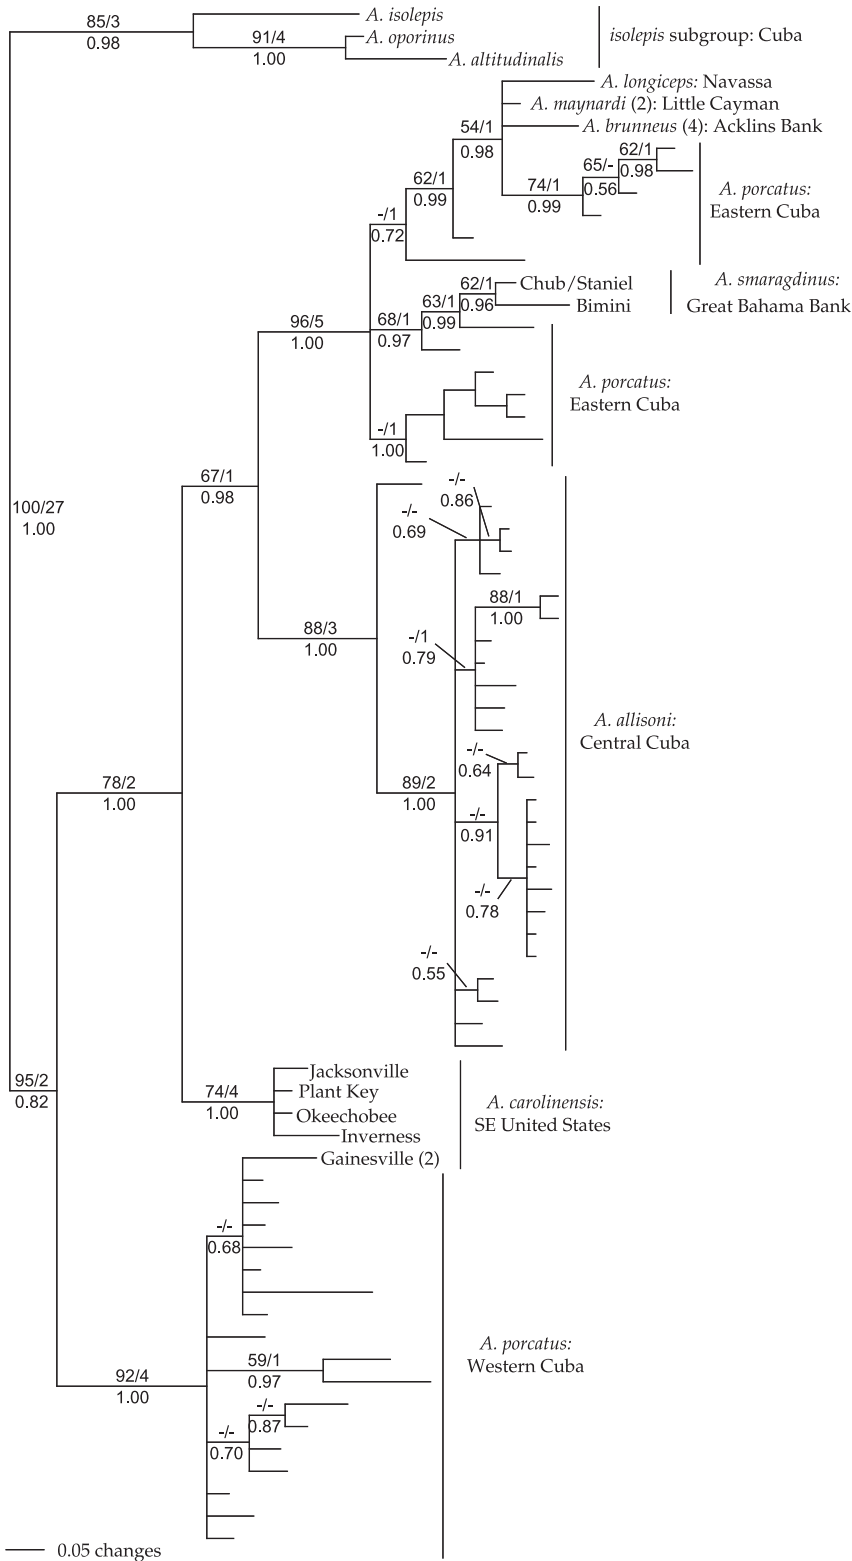 85/3
0.98
A. isolepis
91/4
1.00
A. oporinus
A. altitudinalis
isolepis subgroup: Cuba
A. longiceps: Navassa
A. maynardi (2): Little Cayman
A. brunneus (4): Acklins Bank
54/1
0.98
62/1
0.98
65/-
0.56
74/1
0.99
62/1
0.99
-/1
0.72
A. porcatus:
Eastern Cuba
62/1
0.96
Chub/Staniel
Bimini
A. smaragdinus:
Great Bahama Bank
63/1
0.99
68/1
0.97
96/5
1.00
A. porcatus:
Eastern Cuba
-/1
1.00
67/1
0.98
100/27
1.00
-/-
0.86
-/-
0.69
88/1
1.00
88/3
1.00
-/1
0.79
A. allisoni:
Central Cuba
-/-
0.64
78/2
1.00
89/2
1.00
-/-
0.91
-/-
0.78
-/-
0.55
95/2
0.82
74/4
1.00
Jacksonville
Plant Key
Okeechobee
Inverness
Gainesville (2)
A. carolinensis:
SE United States
-/-
0.68
92/4
1.00
59/1
0.97
A. porcatus:
Western Cuba
-/-
0.87
-/-
0.70
0.05 changes